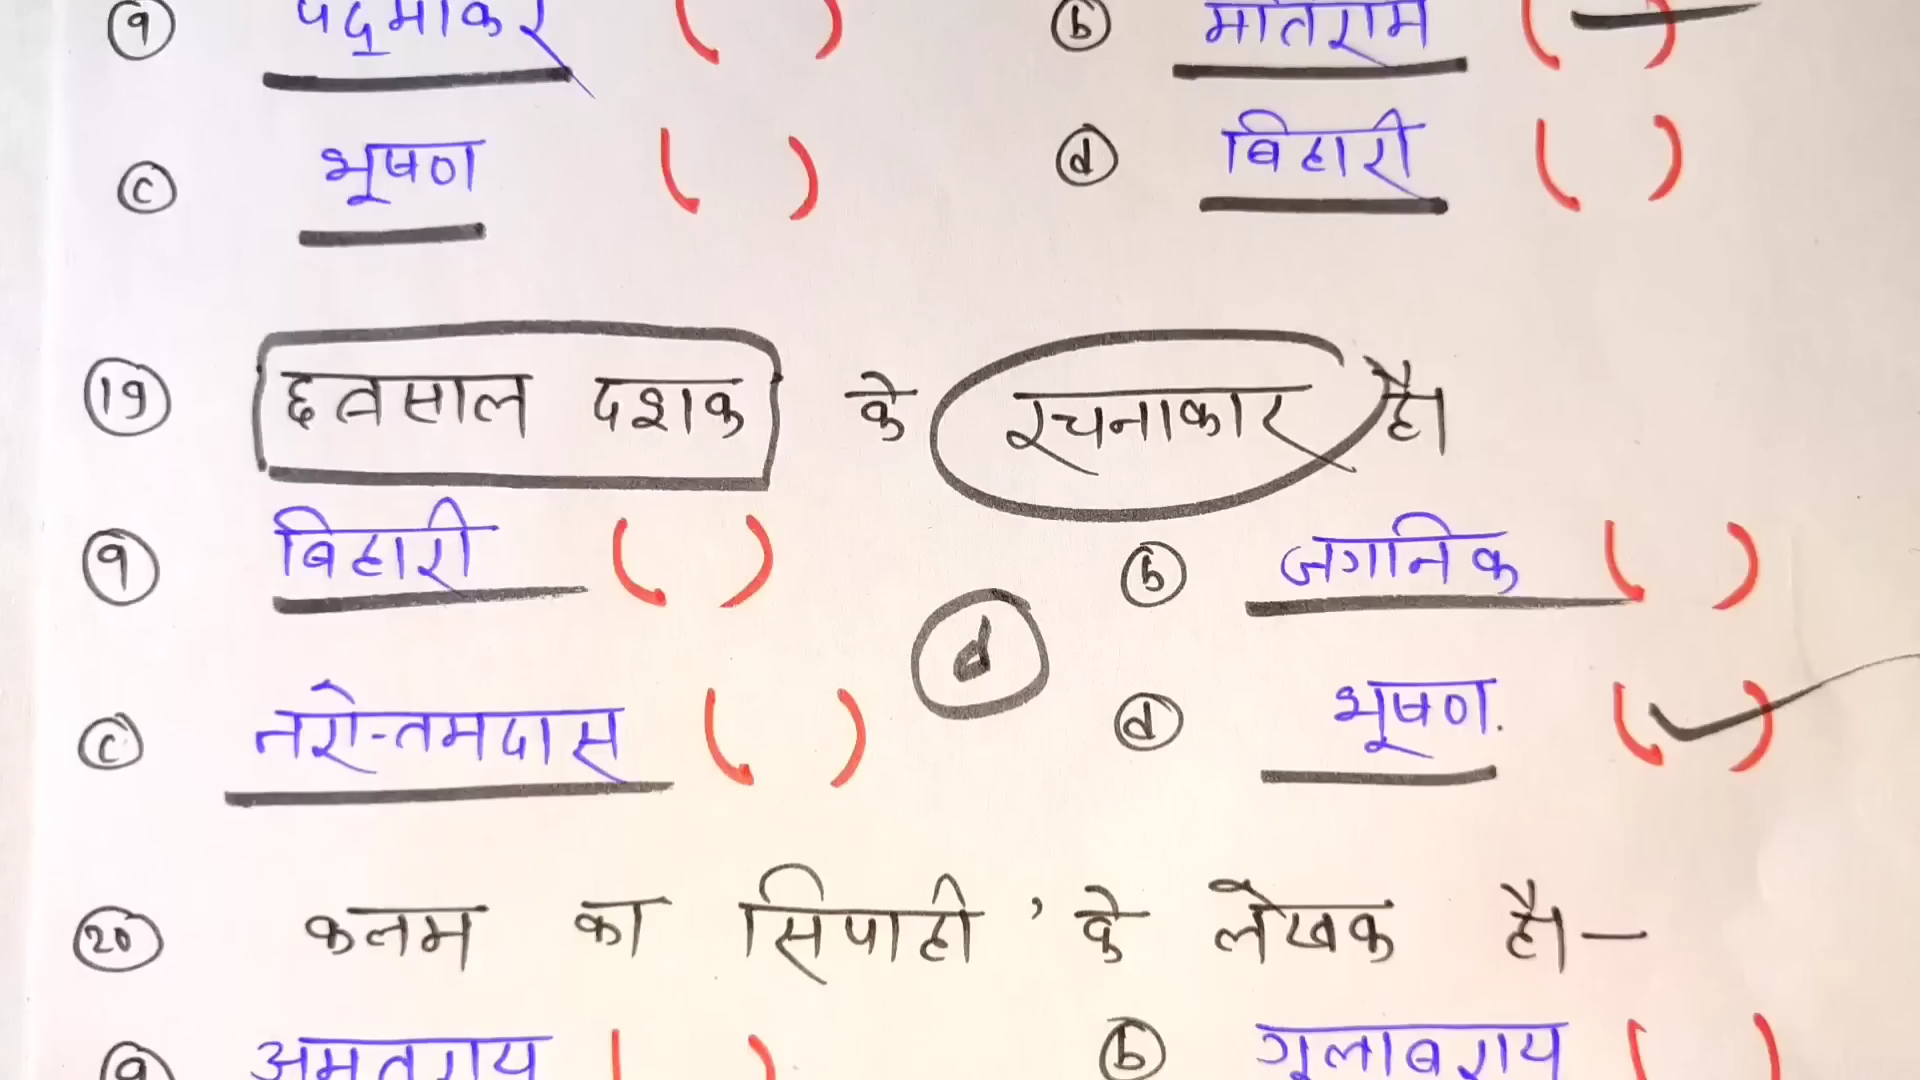 a पद्माकर ( ) b मतिराम ( )
c भूषण ( ) d बिहारी ( )
19 छत्रसाल दशक के रचनाकार है।
a बिहारी ( ) b जगनिक ( )
d
c नरोत्तमदास ( ) d भूषण. (✓)
20 कलम का सिपाही ' के लेखक है।—
a अमृतराय ( ) b गुलाबराय ( )